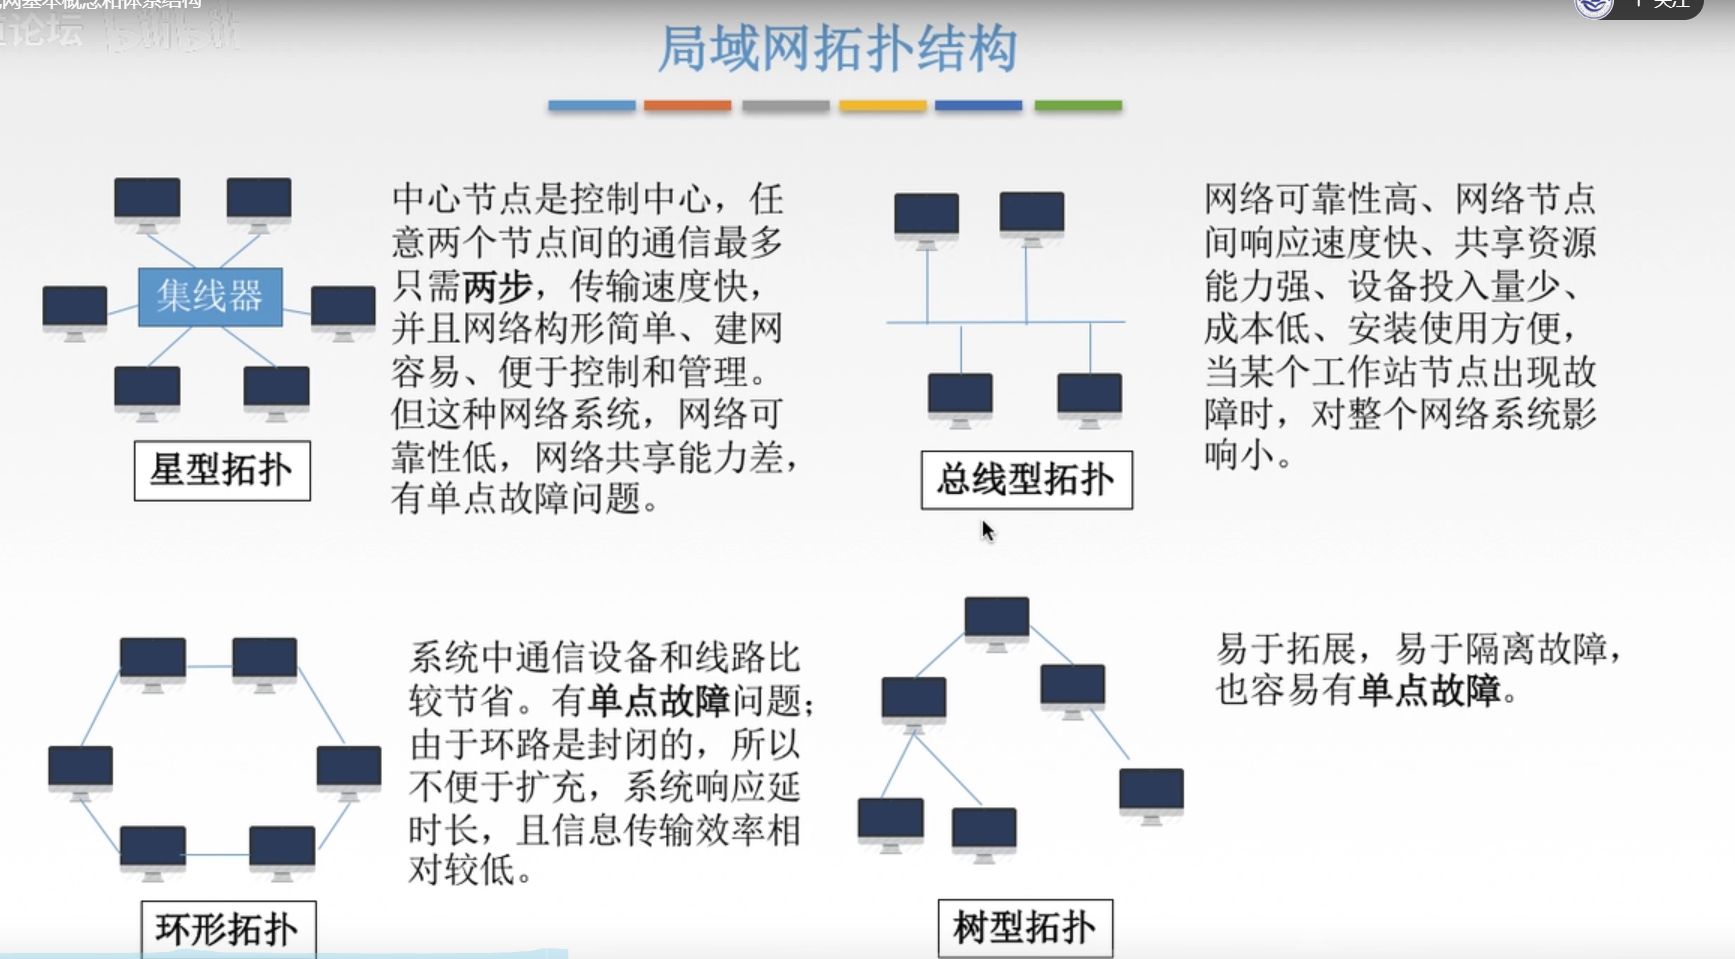 网基本概念和体系结构
道论坛 bilibili
+ 关注
局域网拓扑结构
集线器
星型拓扑
中心节点是控制中心，任
意两个节点间的通信最多
只需两步，传输速度快，
并且网络构形简单、建网
容易、便于控制和管理。
但这种网络系统，网络可
靠性低，网络共享能力差，
有单点故障问题。
总线型拓扑
网络可靠性高、网络节点
间响应速度快、共享资源
能力强、设备投入量少、
成本低、安装使用方便，
当某个工作站节点出现故
障时，对整个网络系统影
响小。
环形拓扑
系统中通信设备和线路比
较节省。有单点故障问题；
由于环路是封闭的，所以
不便于扩充，系统响应延
时长，且信息传输效率相
对较低。
树型拓扑
易于拓展，易于隔离故障，
也容易有单点故障。